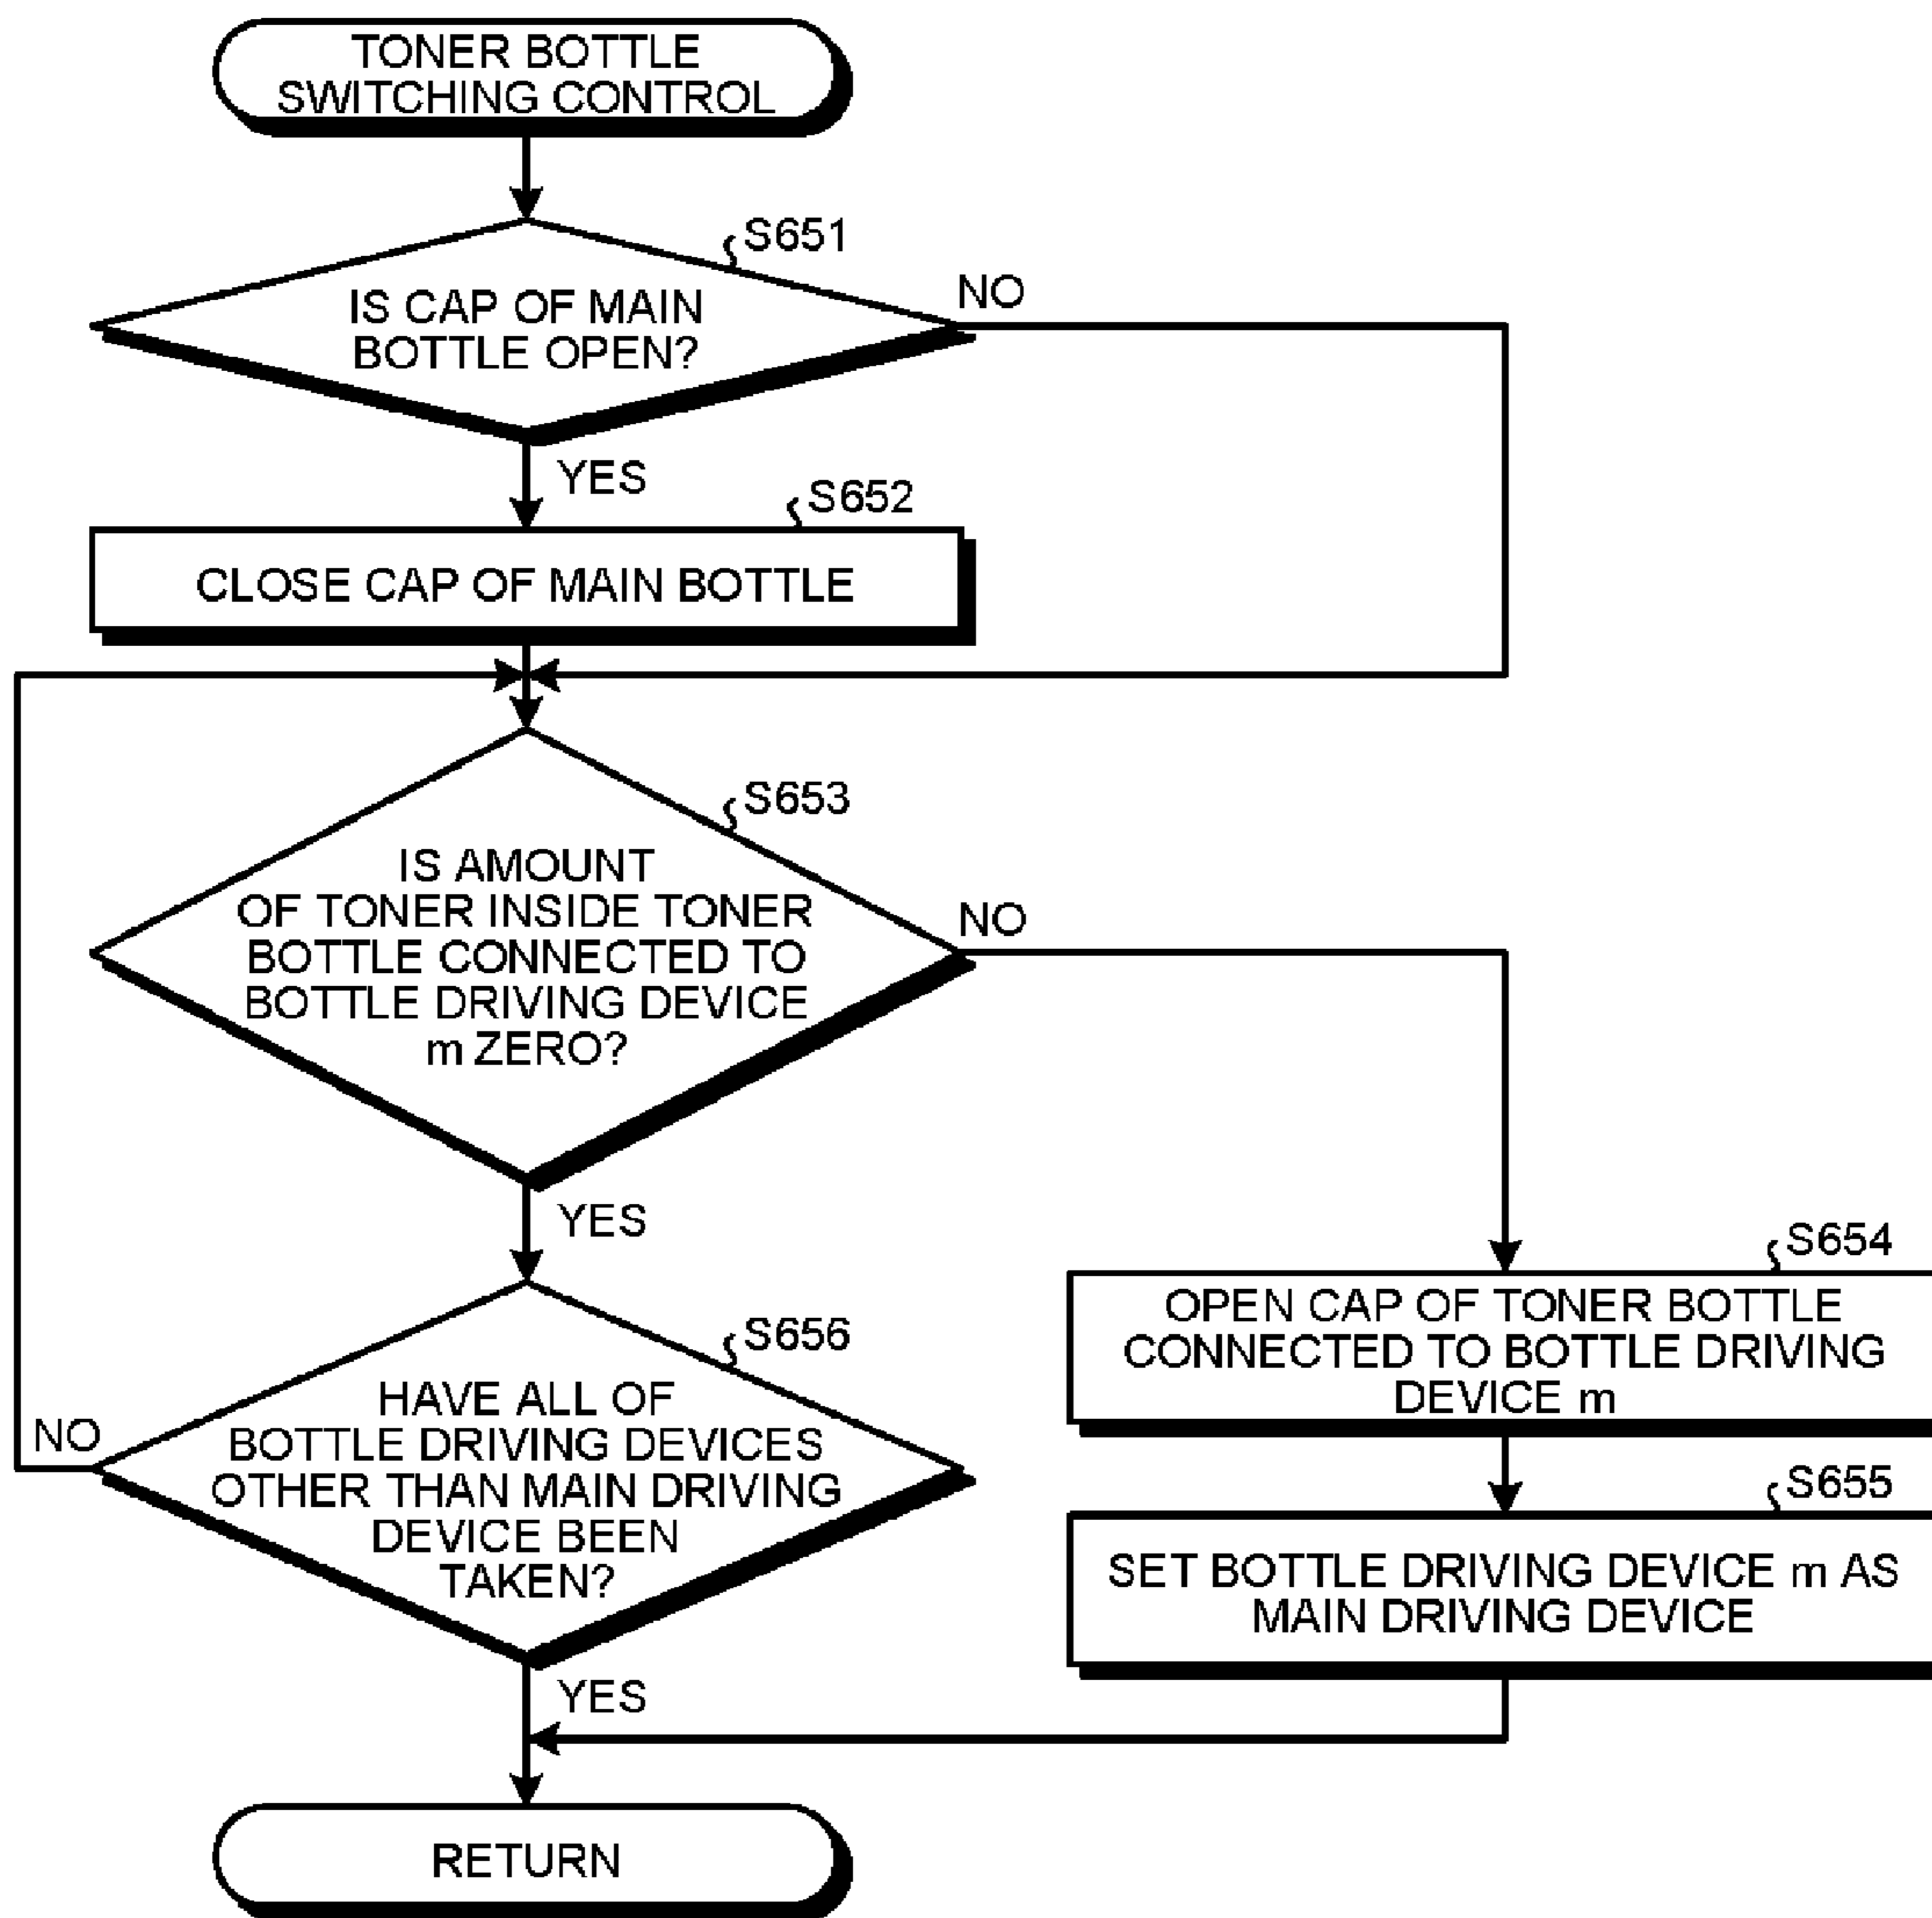 TONER BOTTLE
SWITCHING CONTROL
S651
IS CAP OF MAIN
BOTTLE OPEN?
NO
YES
S652
CLOSE CAP OF MAIN BOTTLE
S653
IS AMOUNT
OF TONER INSIDE TONER
BOTTLE CONNECTED TO
BOTTLE DRIVING DEVICE
m ZERO?
NO
YES
S654
OPEN CAP OF TONER BOTTLE
CONNECTED TO BOTTLE DRIVING
DEVICE m
S655
SET BOTTLE DRIVING DEVICE m AS
MAIN DRIVING DEVICE
S656
HAVE ALL OF
BOTTLE DRIVING DEVICES
OTHER THAN MAIN DRIVING
DEVICE BEEN
TAKEN?
NO
YES
RETURN